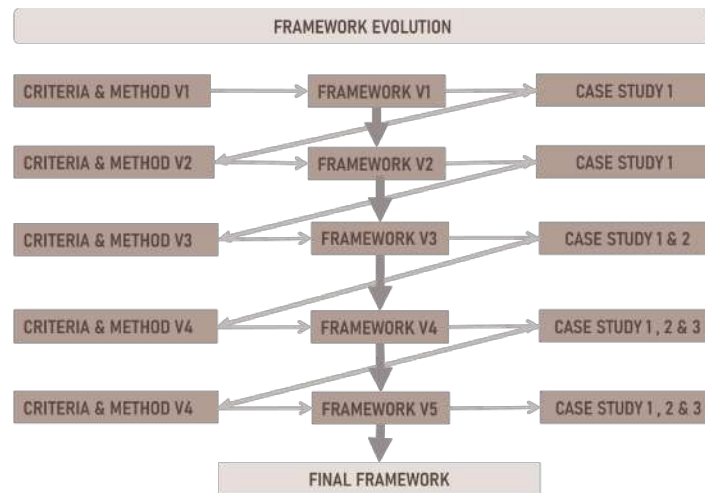 FRAMEWORK EVOLUTION
CRITERIA & METHOD V1
FRAMEWORK V1
CASE STUDY 1
CRITERIA & METHOD V2
FRAMEWORK V2
CASE STUDY 1
CRITERIA & METHOD V3
FRAMEWORK V3
CASE STUDY 1 & 2
CRITERIA & METHOD V4
FRAMEWORK V4
CASE STUDY 1, 2 & 3
CRITERIA & METHOD V4
FRAMEWORK V5
CASE STUDY 1, 2 & 3
FINAL FRAMEWORK